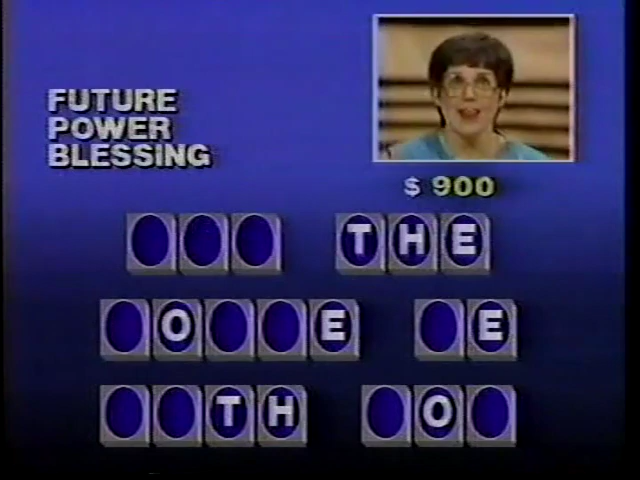 FUTURE
POWER
BLESSING
$ 900
THE
O E E
TH O